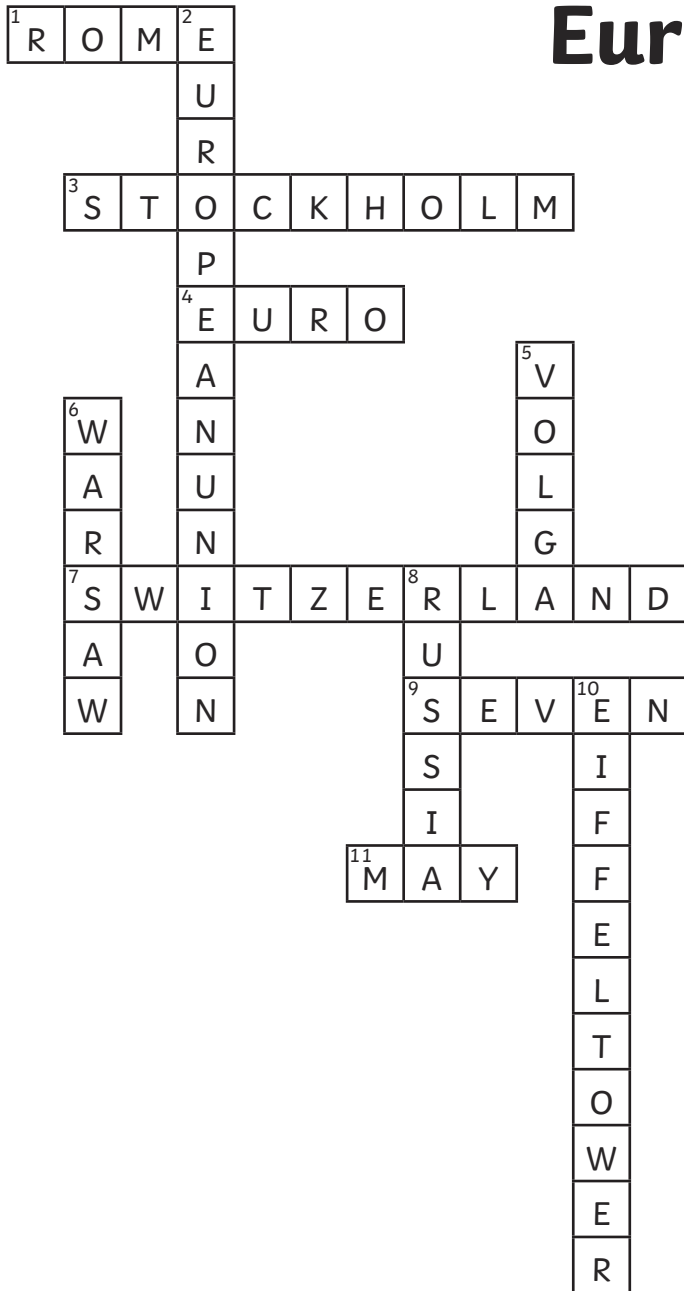 Eur
1 R O M 2 E
U
R
3 S T O C K H O L M
P
4 E U R O
A 5 V
6 W N O
A U L
R N G
7 S W I T Z E 8 R L A N D
A O U
W N 9 S E V 10 E N
S I
I F
11 M A Y F
E
L
T
O
W
E
R